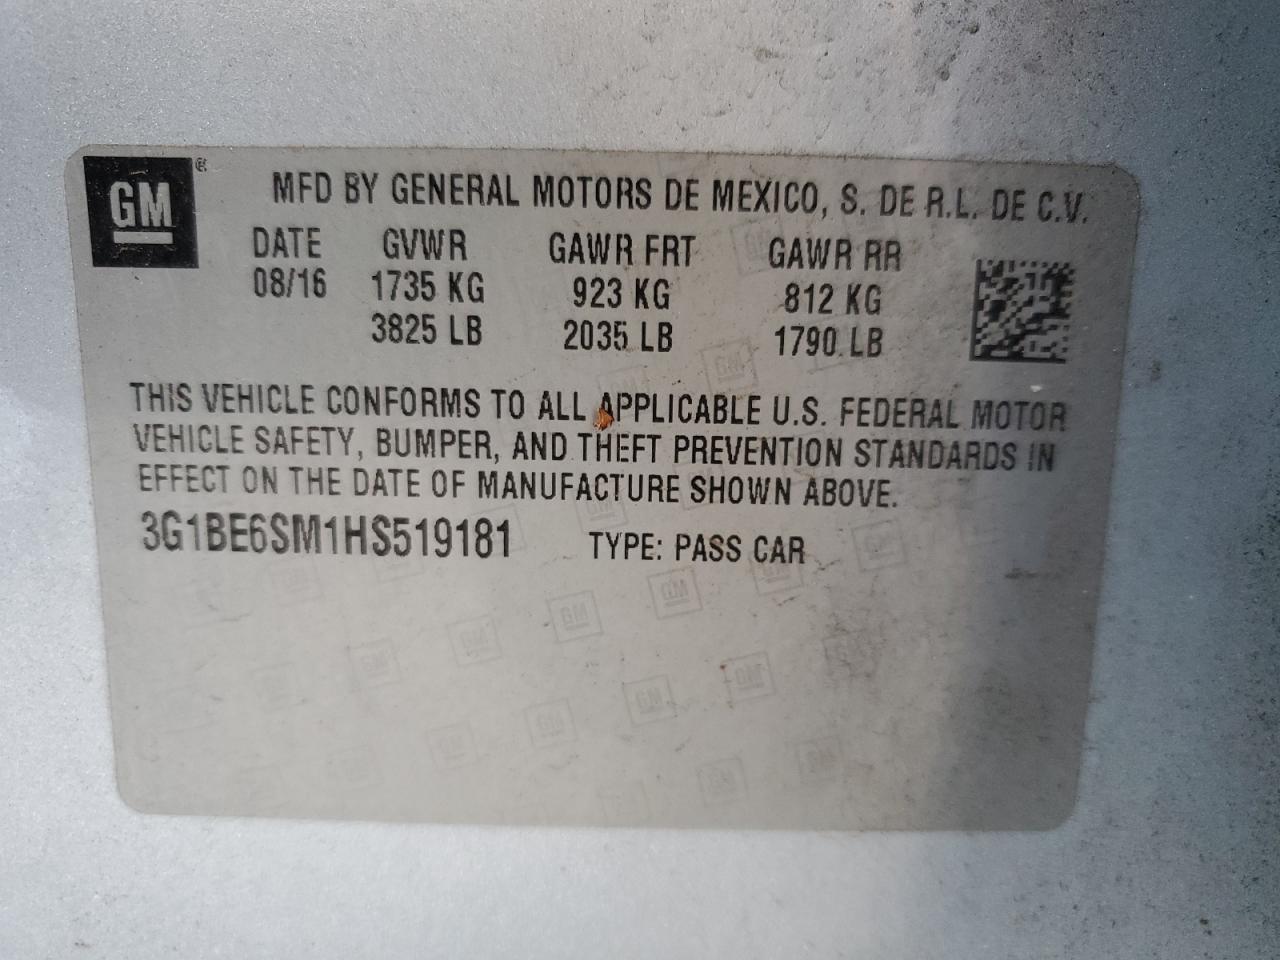 GM®
MFD BY GENERAL MOTORS DE MEXICO, S. DE R.L. DE C.V.
DATE GVWR GAWR FRT GAWR RR
08/16 1735 KG 923 KG 812 KG
3825 LB 2035 LB 1790 LB
THIS VEHICLE CONFORMS TO ALL APPLICABLE U.S. FEDERAL MOTOR
VEHICLE SAFETY, BUMPER, AND THEFT PREVENTION STANDARDS IN
EFFECT ON THE DATE OF MANUFACTURE SHOWN ABOVE.
3G1BE6SM1HS519181 TYPE: PASS CAR